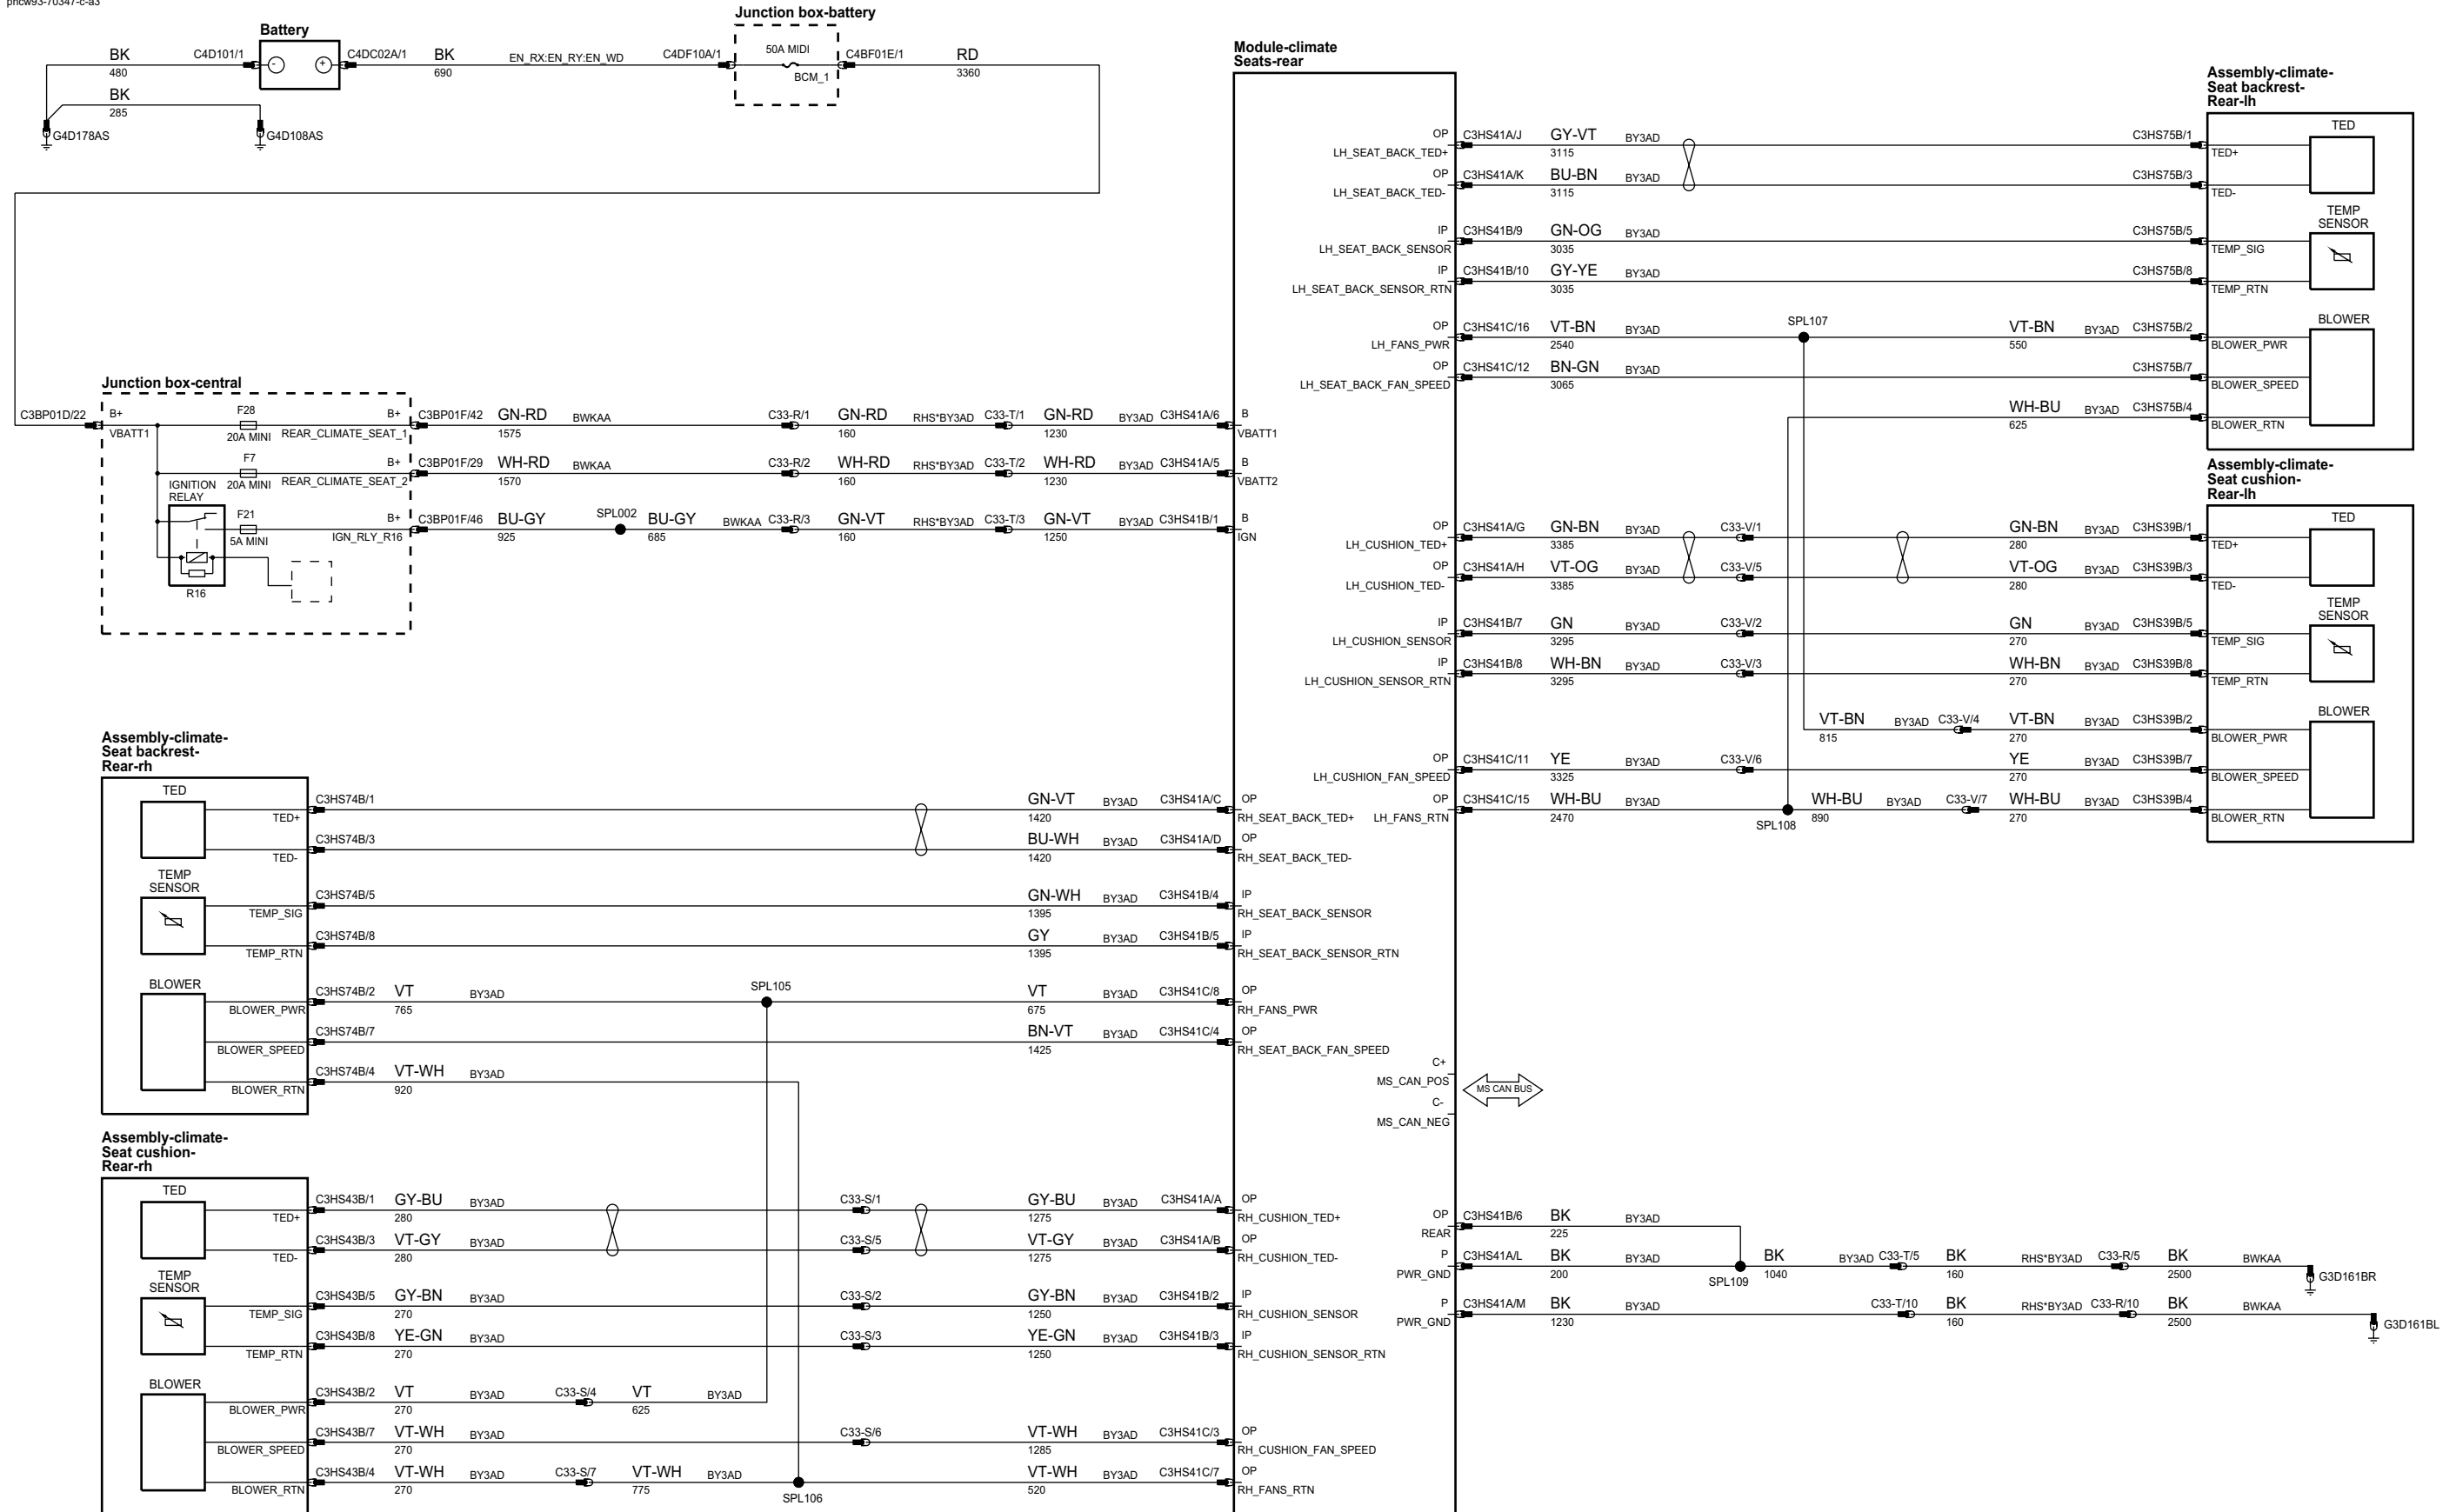 phcw93-70347-c-a3
Battery
BK
480
C4D101/1
-
+
C4DC02A/1
BK
690
EN_RX:EN_RY:EN_WD
C4DF10A/1
Junction box-battery
50A MIDI
BCM_1
C4BF01E/1
RD
3360
BK
285
G4D178AS
G4D108AS
Junction box-central
C3BP01D/22
B+
VBATT1
F28
20A MINI
B+
REAR_CLIMATE_SEAT_1
C3BP01F/42
GN-RD
1575
BWKAA
C33-R/1
GN-RD
160
RHS*BY3AD
C33-T/1
GN-RD
1230
BY3AD
C3HS41A/6
B
VBATT1
F7
20A MINI
B+
REAR_CLIMATE_SEAT_2
C3BP01F/29
WH-RD
1570
BWKAA
C33-R/2
WH-RD
160
RHS*BY3AD
C33-T/2
WH-RD
1230
BY3AD
C3HS41A/5
B
VBATT2
IGNITION
RELAY
R16
F21
5A MINI
B+
IGN_RLY_R16
C3BP01F/46
BU-GY
925
SPL002
BU-GY
685
BWKAA
C33-R/3
GN-VT
160
RHS*BY3AD
C33-T/3
GN-VT
1250
BY3AD
C3HS41B/1
B
IGN
Assembly-climate-
Seat backrest-
Rear-rh
TED
TED+
C3HS74B/1
GN-VT
1420
BY3AD
C3HS41A/C
OP
RH_SEAT_BACK_TED+
TED-
C3HS74B/3
BU-WH
1420
BY3AD
C3HS41A/D
OP
RH_SEAT_BACK_TED-
TEMP
SENSOR
TEMP_SIG
C3HS74B/5
GN-WH
1395
BY3AD
C3HS41B/4
IP
RH_SEAT_BACK_SENSOR
TEMP_RTN
C3HS74B/8
GY
1395
BY3AD
C3HS41B/5
IP
RH_SEAT_BACK_SENSOR_RTN
BLOWER
BLOWER_PWR
C3HS74B/2
VT
765
BY3AD
SPL105
VT
675
BY3AD
C3HS41C/8
OP
RH_FANS_PWR
BLOWER_SPEED
C3HS74B/7
BN-VT
1425
BY3AD
C3HS41C/4
OP
RH_SEAT_BACK_FAN_SPEED
BLOWER_RTN
C3HS74B/4
VT-WH
920
BY3AD
Assembly-climate-
Seat cushion-
Rear-rh
TED
TED+
C3HS43B/1
GY-BU
280
BY3AD
C33-S/1
GY-BU
1275
BY3AD
C3HS41A/A
OP
RH_CUSHION_TED+
TED-
C3HS43B/3
VT-GY
280
BY3AD
C33-S/5
VT-GY
1275
BY3AD
C3HS41A/B
OP
RH_CUSHION_TED-
TEMP
SENSOR
TEMP_SIG
C3HS43B/5
GY-BN
270
BY3AD
C33-S/2
GY-BN
1250
BY3AD
C3HS41B/2
IP
RH_CUSHION_SENSOR
TEMP_RTN
C3HS43B/8
YE-GN
270
BY3AD
C33-S/3
YE-GN
1250
BY3AD
C3HS41B/3
IP
RH_CUSHION_SENSOR_RTN
BLOWER
BLOWER_PWR
C3HS43B/2
VT
270
BY3AD
C33-S/4
VT
625
BY3AD
BLOWER_SPEED
C3HS43B/7
VT-WH
270
BY3AD
C33-S/6
VT-WH
1285
BY3AD
C3HS41C/3
OP
RH_CUSHION_FAN_SPEED
BLOWER_RTN
C3HS43B/4
VT-WH
270
BY3AD
C33-S/7
VT-WH
775
BY3AD
SPL106
VT-WH
520
BY3AD
C3HS41C/7
OP
RH_FANS_RTN
Module-climate
Seats-rear
OP
LH_SEAT_BACK_TED+
C3HS41A/J
GY-VT
3115
BY3AD
C3HS75B/1
TED+
OP
LH_SEAT_BACK_TED-
C3HS41A/K
BU-BN
3115
BY3AD
C3HS75B/3
TED-
IP
LH_SEAT_BACK_SENSOR
C3HS41B/9
GN-OG
3035
BY3AD
C3HS75B/5
TEMP_SIG
IP
LH_SEAT_BACK_SENSOR_RTN
C3HS41B/10
GY-YE
3035
BY3AD
C3HS75B/8
TEMP_RTN
OP
LH_FANS_PWR
C3HS41C/16
VT-BN
2540
BY3AD
SPL107
VT-BN
550
BY3AD
C3HS75B/2
BLOWER_PWR
OP
LH_SEAT_BACK_FAN_SPEED
C3HS41C/12
BN-GN
3065
BY3AD
C3HS75B/7
BLOWER_SPEED
WH-BU
625
BY3AD
C3HS75B/4
BLOWER_RTN
Assembly-climate-
Seat backrest-
Rear-lh
TED
TEMP
SENSOR
BLOWER
Assembly-climate-
Seat cushion-
Rear-lh
TED
TEMP
SENSOR
BLOWER
OP
LH_CUSHION_TED+
C3HS41A/G
GN-BN
3385
BY3AD
C33-V/1
GN-BN
280
BY3AD
C3HS39B/1
TED+
OP
LH_CUSHION_TED-
C3HS41A/H
VT-OG
3385
BY3AD
C33-V/5
VT-OG
280
BY3AD
C3HS39B/3
TED-
IP
LH_CUSHION_SENSOR
C3HS41B/7
GN
3295
BY3AD
C33-V/2
GN
270
BY3AD
C3HS39B/5
TEMP_SIG
IP
LH_CUSHION_SENSOR_RTN
C3HS41B/8
WH-BN
3295
BY3AD
C33-V/3
WH-BN
270
BY3AD
C3HS39B/8
TEMP_RTN
VT-BN
815
BY3AD
C33-V/4
VT-BN
270
BY3AD
C3HS39B/2
BLOWER_PWR
OP
LH_CUSHION_FAN_SPEED
C3HS41C/11
YE
3325
BY3AD
C33-V/6
YE
270
BY3AD
C3HS39B/7
BLOWER_SPEED
OP
LH_FANS_RTN
C3HS41C/15
WH-BU
2470
BY3AD
SPL108
WH-BU
890
BY3AD
C33-V/7
WH-BU
270
BY3AD
C3HS39B/4
BLOWER_RTN
C+
MS_CAN_POS
C-
MS_CAN_NEG
MS CAN BUS
OP
REAR
C3HS41B/6
BK
225
BY3AD
P
PWR_GND
C3HS41A/L
BK
200
BY3AD
SPL109
BK
1040
BY3AD
C33-T/5
BK
160
RHS*BY3AD
C33-R/5
BK
2500
BWKAA
G3D161BR
P
PWR_GND
C3HS41A/M
BK
1230
BY3AD
C33-T/10
BK
160
RHS*BY3AD
C33-R/10
BK
2500
BWKAA
G3D161BL